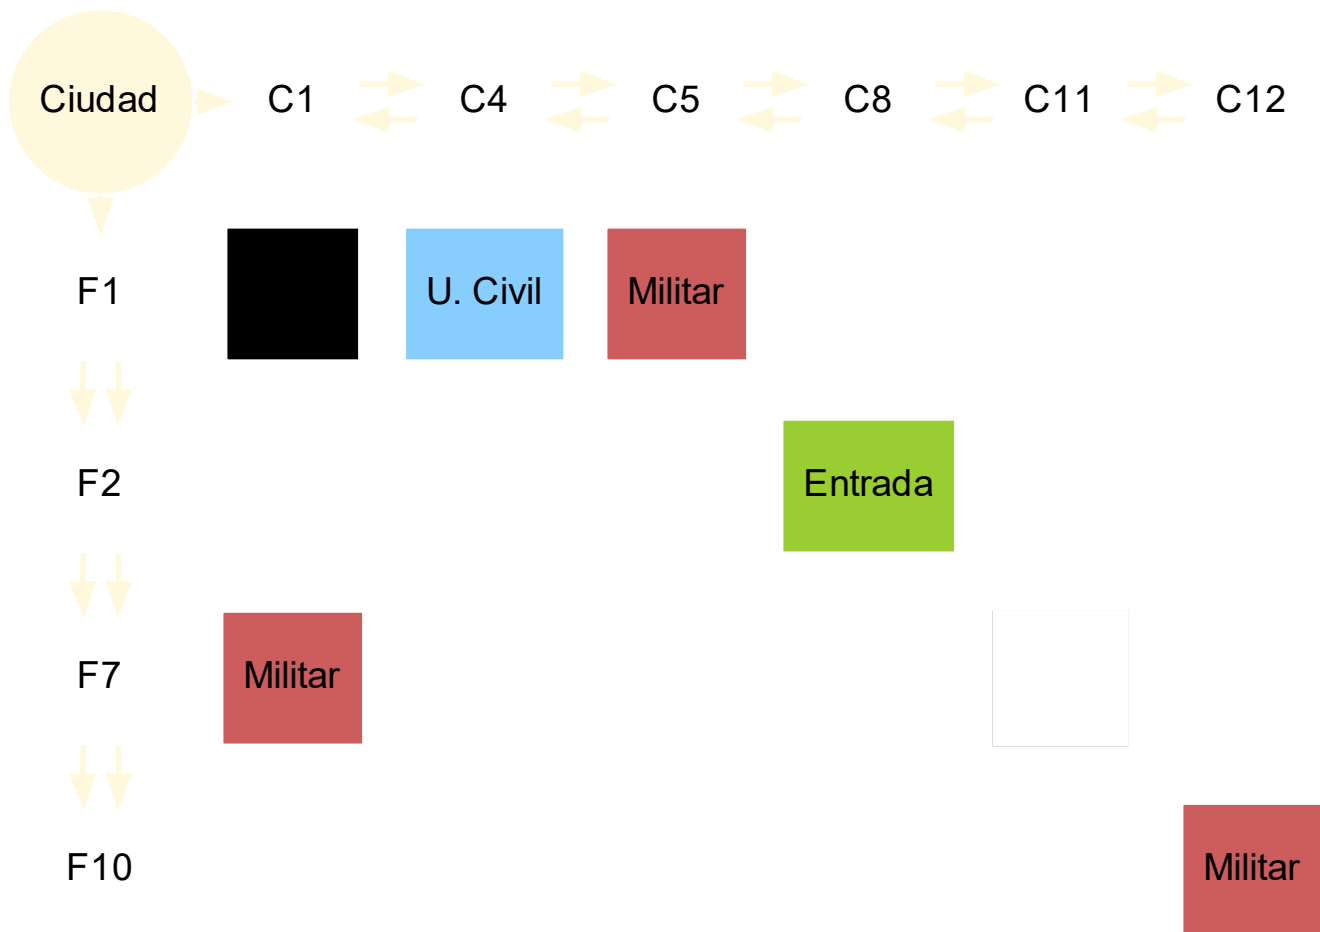 Ciudad C1 C4 C5 C8 C11 C12
F1 U. Civil Militar
F2 Entrada
F7 Militar
F10 Militar